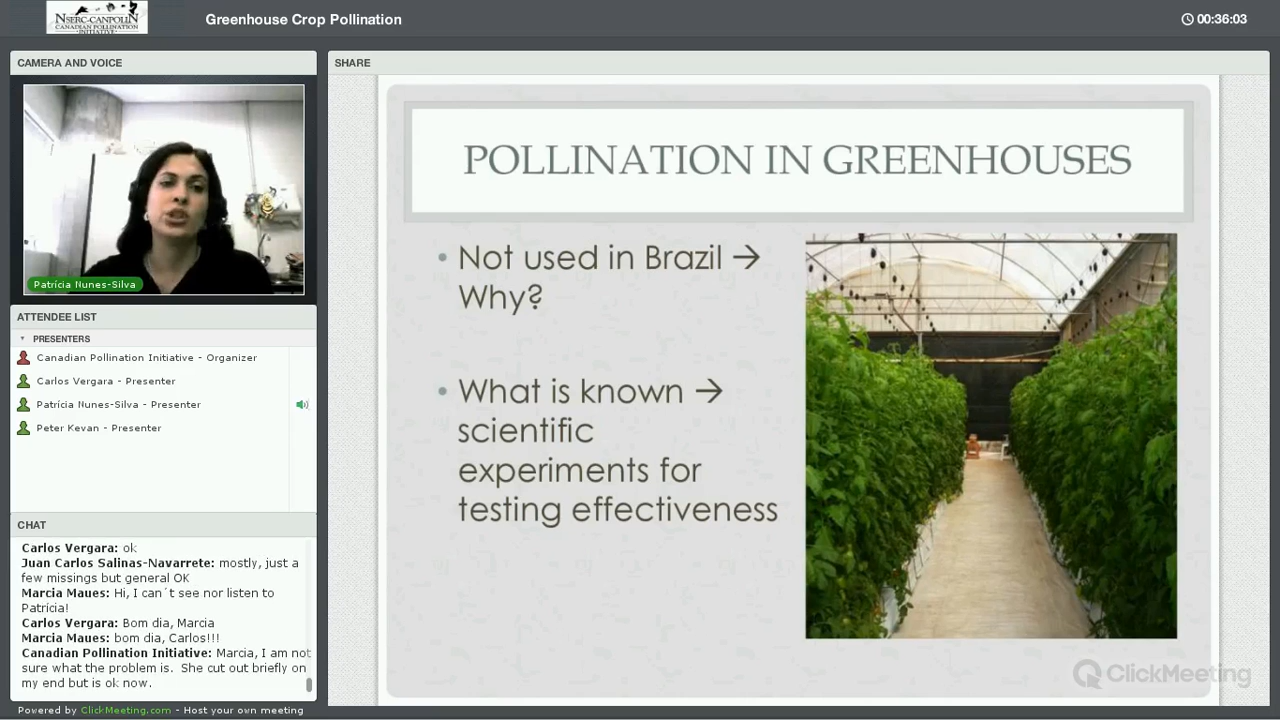 NSERC-CANPOLIN
CANADIAN POLLINATION
INITIATIVE
Greenhouse Crop Pollination
00:36:03
CAMERA AND VOICE
Patrícia Nunes-Silva
ATTENDEE LIST
PRESENTERS
Canadian Pollination Initiative - Organizer
Carlos Vergara - Presenter
Patrícia Nunes-Silva - Presenter
Peter Kevan - Presenter
CHAT
Carlos Vergara: ok
Juan Carlos Salinas-Navarrete: mostly, just a
few missings but general OK
Marcia Maues: Hi, I can´t see nor listen to
Patrícia!
Carlos Vergara: Bom dia, Marcia
Marcia Maues: bom dia, Carlos!!!
Canadian Pollination Initiative: Marcia, I am not
sure what the problem is. She cut out briefly on
my end but is ok now.
Powered by ClickMeeting.com - Host your own meeting
SHARE
POLLINATION IN GREENHOUSES
• Not used in Brazil →
Why?
• What is known →
scientific
experiments for
testing effectiveness
ClickMeeting